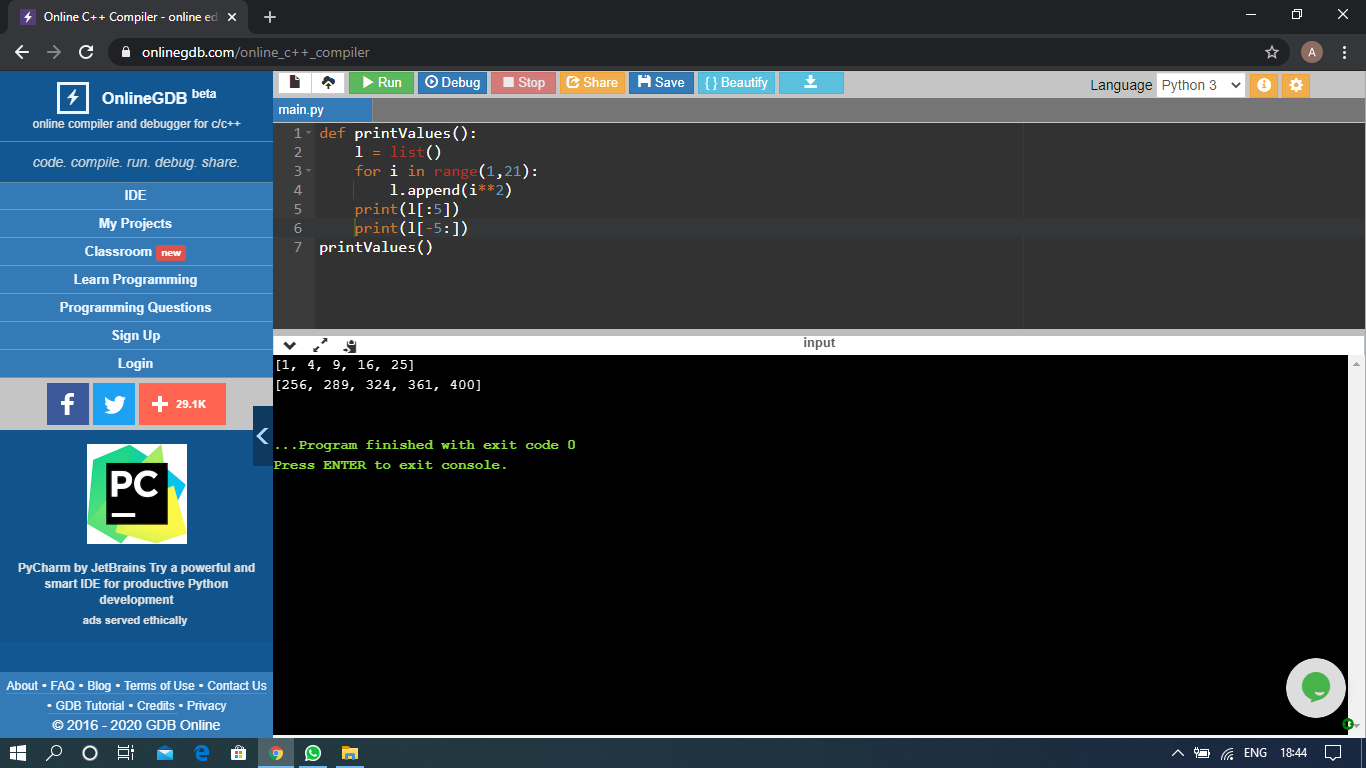 Online C++ Compiler - online ed
onlinegdb.com/online_c++_compiler
A
OnlineGDB beta
online compiler and debugger for c/c++
code. compile. run. debug. share.
IDE
My Projects
Classroom new
Learn Programming
Programming Questions
Sign Up
Login
29.1K
PC
PyCharm by JetBrains Try a powerful and
smart IDE for productive Python
development
ads served ethically
About • FAQ • Blog • Terms of Use • Contact Us
• GDB Tutorial • Credits • Privacy
© 2016 - 2020 GDB Online
Run Debug Stop Share Save { } Beautify
Language Python 3
main.py
1 def printValues():
2     l = list()
3     for i in range(1,21):
4         l.append(i**2)
5     print(l[:5])
6     print(l[-5:])
7 printValues()
input
[1, 4, 9, 16, 25]
[256, 289, 324, 361, 400]
...Program finished with exit code 0
Press ENTER to exit console.
ENG 18:44